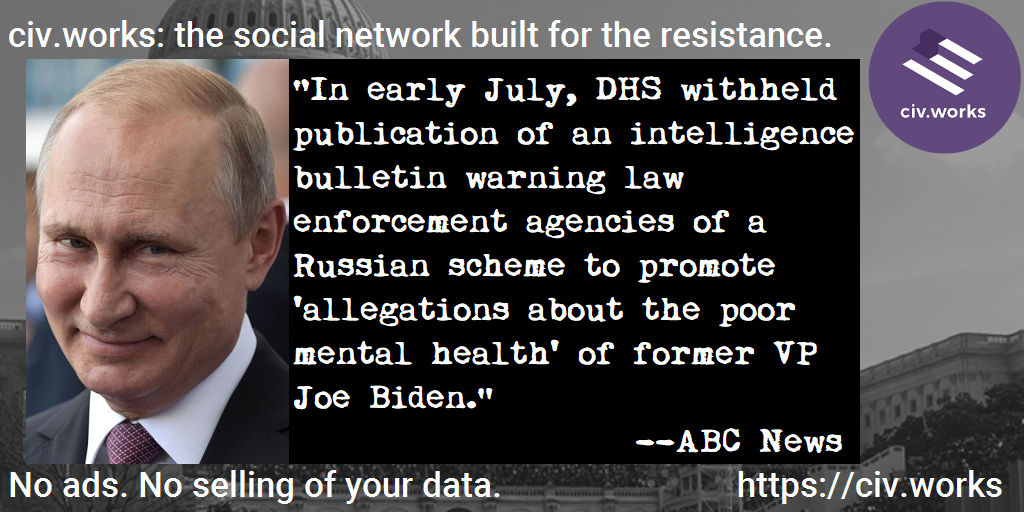 civ.works: the social network built for the resistance.
civ.works
"In early July, DHS withheld
publication of an intelligence
bulletin warning law
enforcement agencies of a
Russian scheme to promote
'allegations about the poor
mental health' of former VP
Joe Biden."
--ABC News
No ads. No selling of your data.
https://civ.works